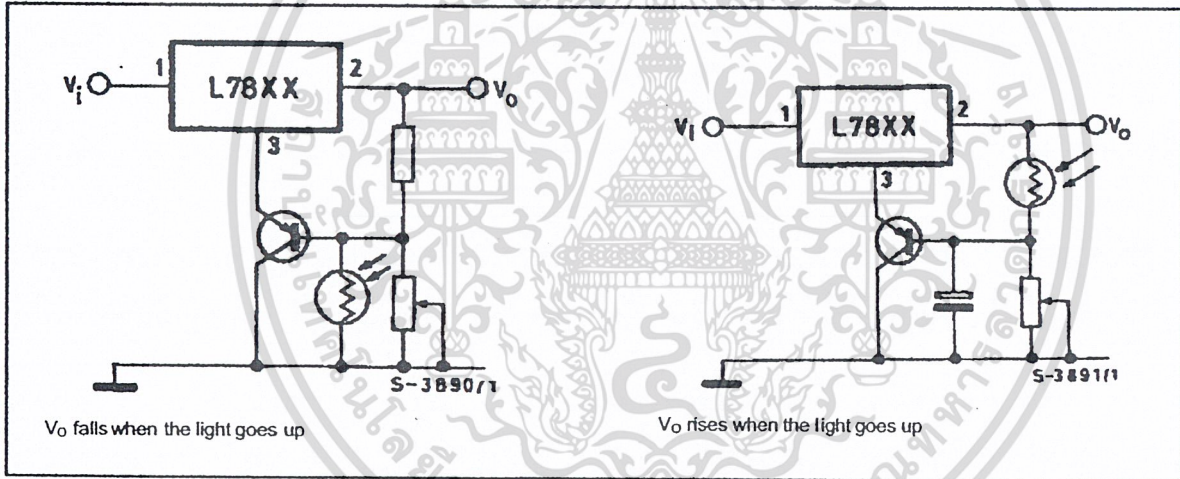 L78XX
Vi
1
2
Vo
3
S-3890/1
Vo falls when the light goes up
L78XX
Vi
1
2
Vo
3
S-3891/1
Vo rises when the light goes up